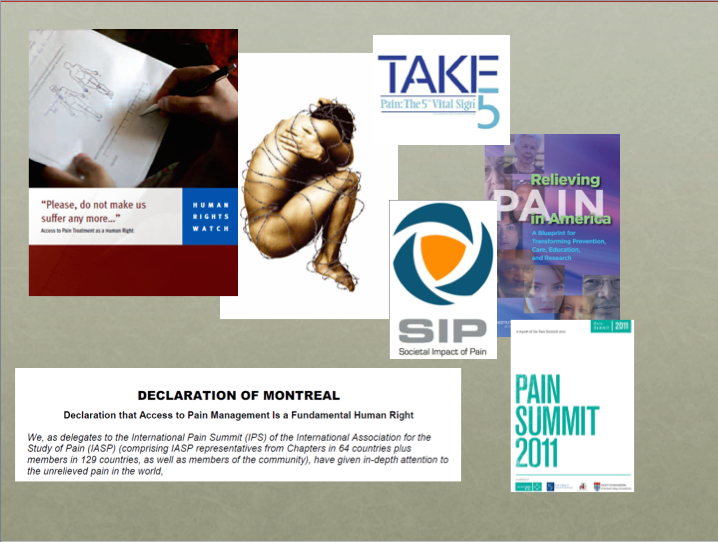 "Please, do not make us
suffer any more..."
Access to Pain Treatment as a Human Right
HUMAN
RIGHTS
WATCH
TAKE
5
Pain: The 5th Vital Sign
Relieving
PAIN
in America
A Blueprint for
Transforming Prevention,
Care, Education,
and Research
SIP
Societal Impact of Pain
2011
PAIN
SUMMIT
2011
DECLARATION OF MONTREAL
Declaration that Access to Pain Management Is a Fundamental Human Right
We, as delegates to the International Pain Summit (IPS) of the International Association for the
Study of Pain (IASP) (comprising IASP representatives from Chapters in 64 countries plus
members in 129 countries, as well as members of the community), have given in-depth attention to
the unrelieved pain in the world,